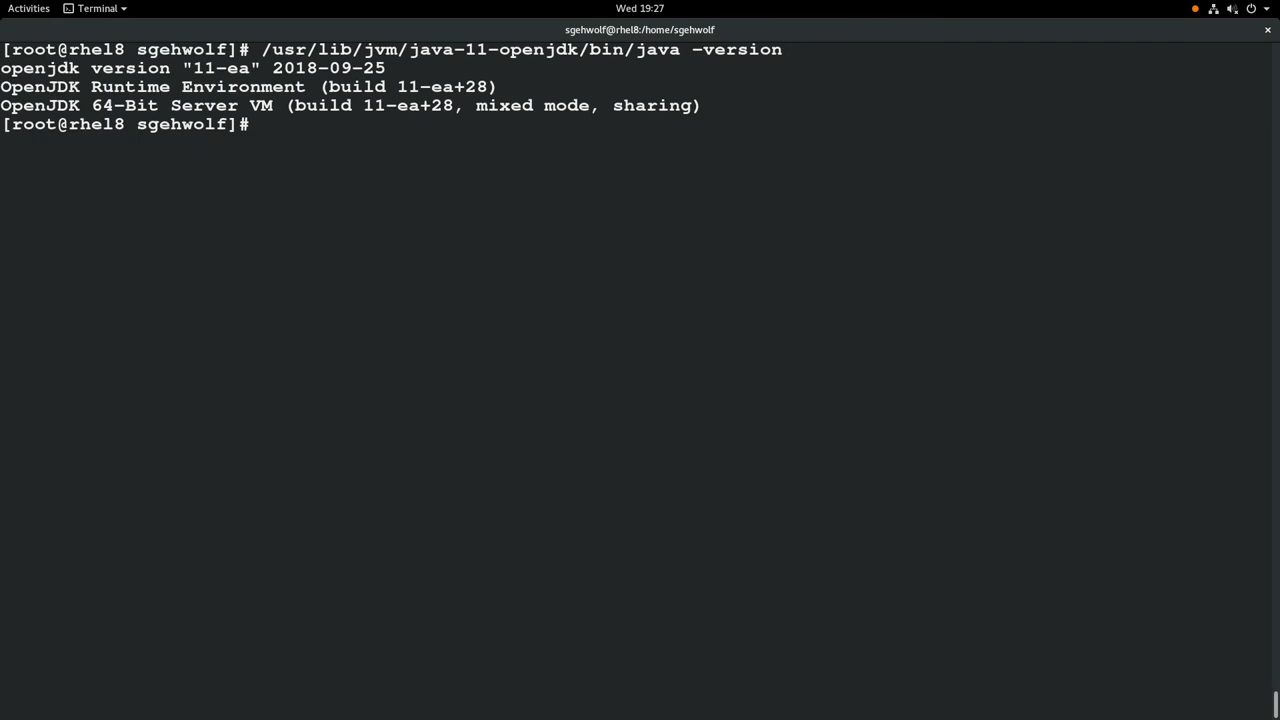 Activities Terminal Wed 19:27
sgehwolf@rhel8:/home/sgehwolf ×
[root@rhel8 sgehwolf]# /usr/lib/jvm/java-11-openjdk/bin/java -version
openjdk version "11-ea" 2018-09-25
OpenJDK Runtime Environment (build 11-ea+28)
OpenJDK 64-Bit Server VM (build 11-ea+28, mixed mode, sharing)
[root@rhel8 sgehwolf]#